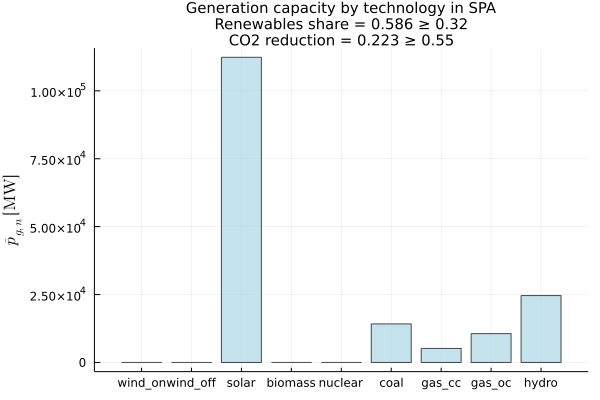 Generation capacity by technology in SPA
Renewables share = 0.586 ≥ 0.32
CO2 reduction = 0.223 ≥ 0.55
1.00×10⁵
7.50×10⁴
5.00×10⁴
2.50×10⁴
0
p̄_{g,n} [MW]
wind_on wind_off solar biomass nuclear coal gas_cc gas_oc hydro